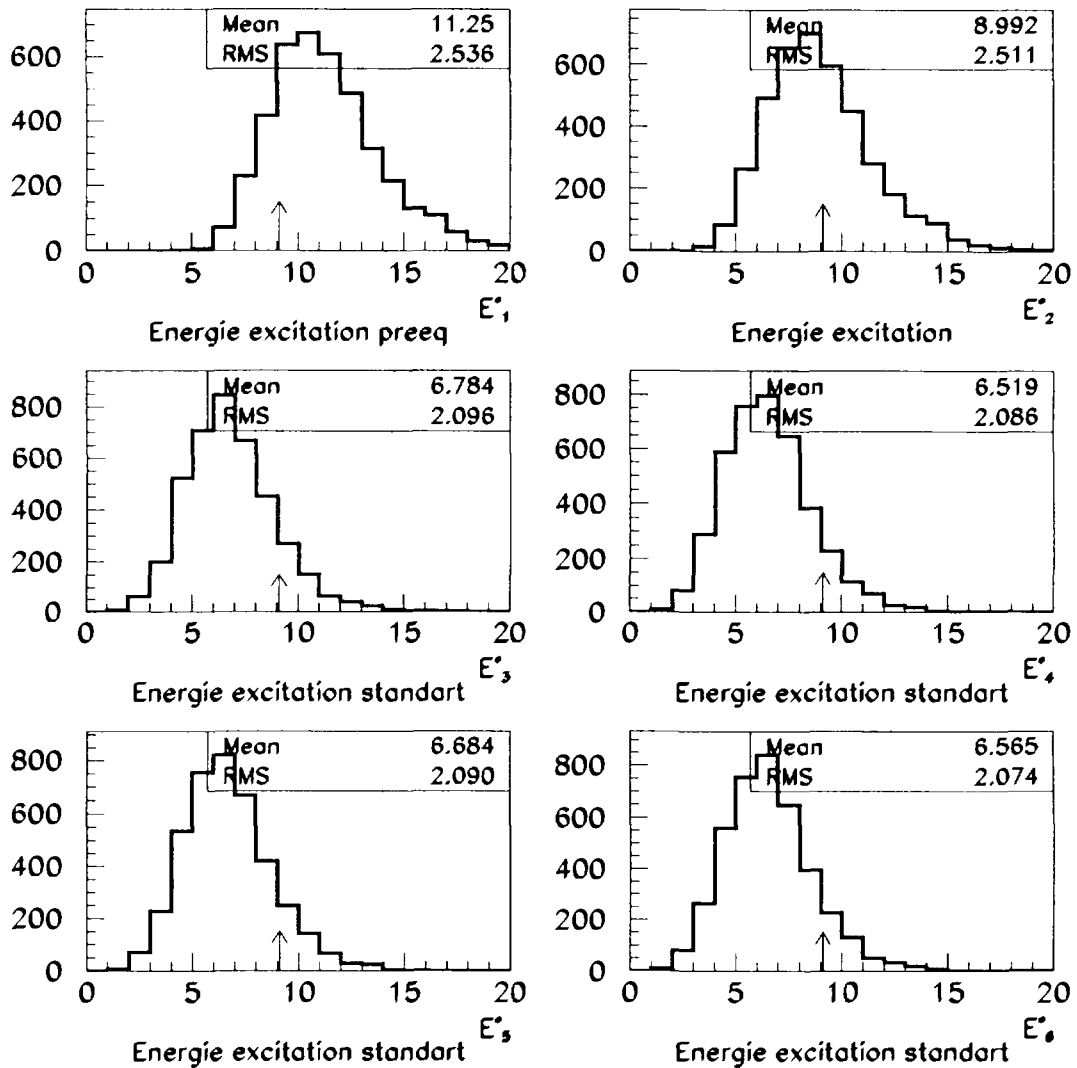 Mean 11.25
RMS 2.536
600
400
200
0
0 5 10 15 20
E*1
Energie excitation preeq
Mean 8.992
RMS 2.511
600
400
200
0
0 5 10 15 20
E*2
Energie excitation
Mean 6.784
RMS 2.096
800
600
400
200
0
0 5 10 15 20
E*3
Energie excitation standart
Mean 6.519
RMS 2.086
800
600
400
200
0
0 5 10 15 20
E*4
Energie excitation standart
Mean 6.684
RMS 2.090
800
600
400
200
0
0 5 10 15 20
E*5
Energie excitation standart
Mean 6.565
RMS 2.074
800
600
400
200
0
0 5 10 15 20
E*6
Energie excitation standart